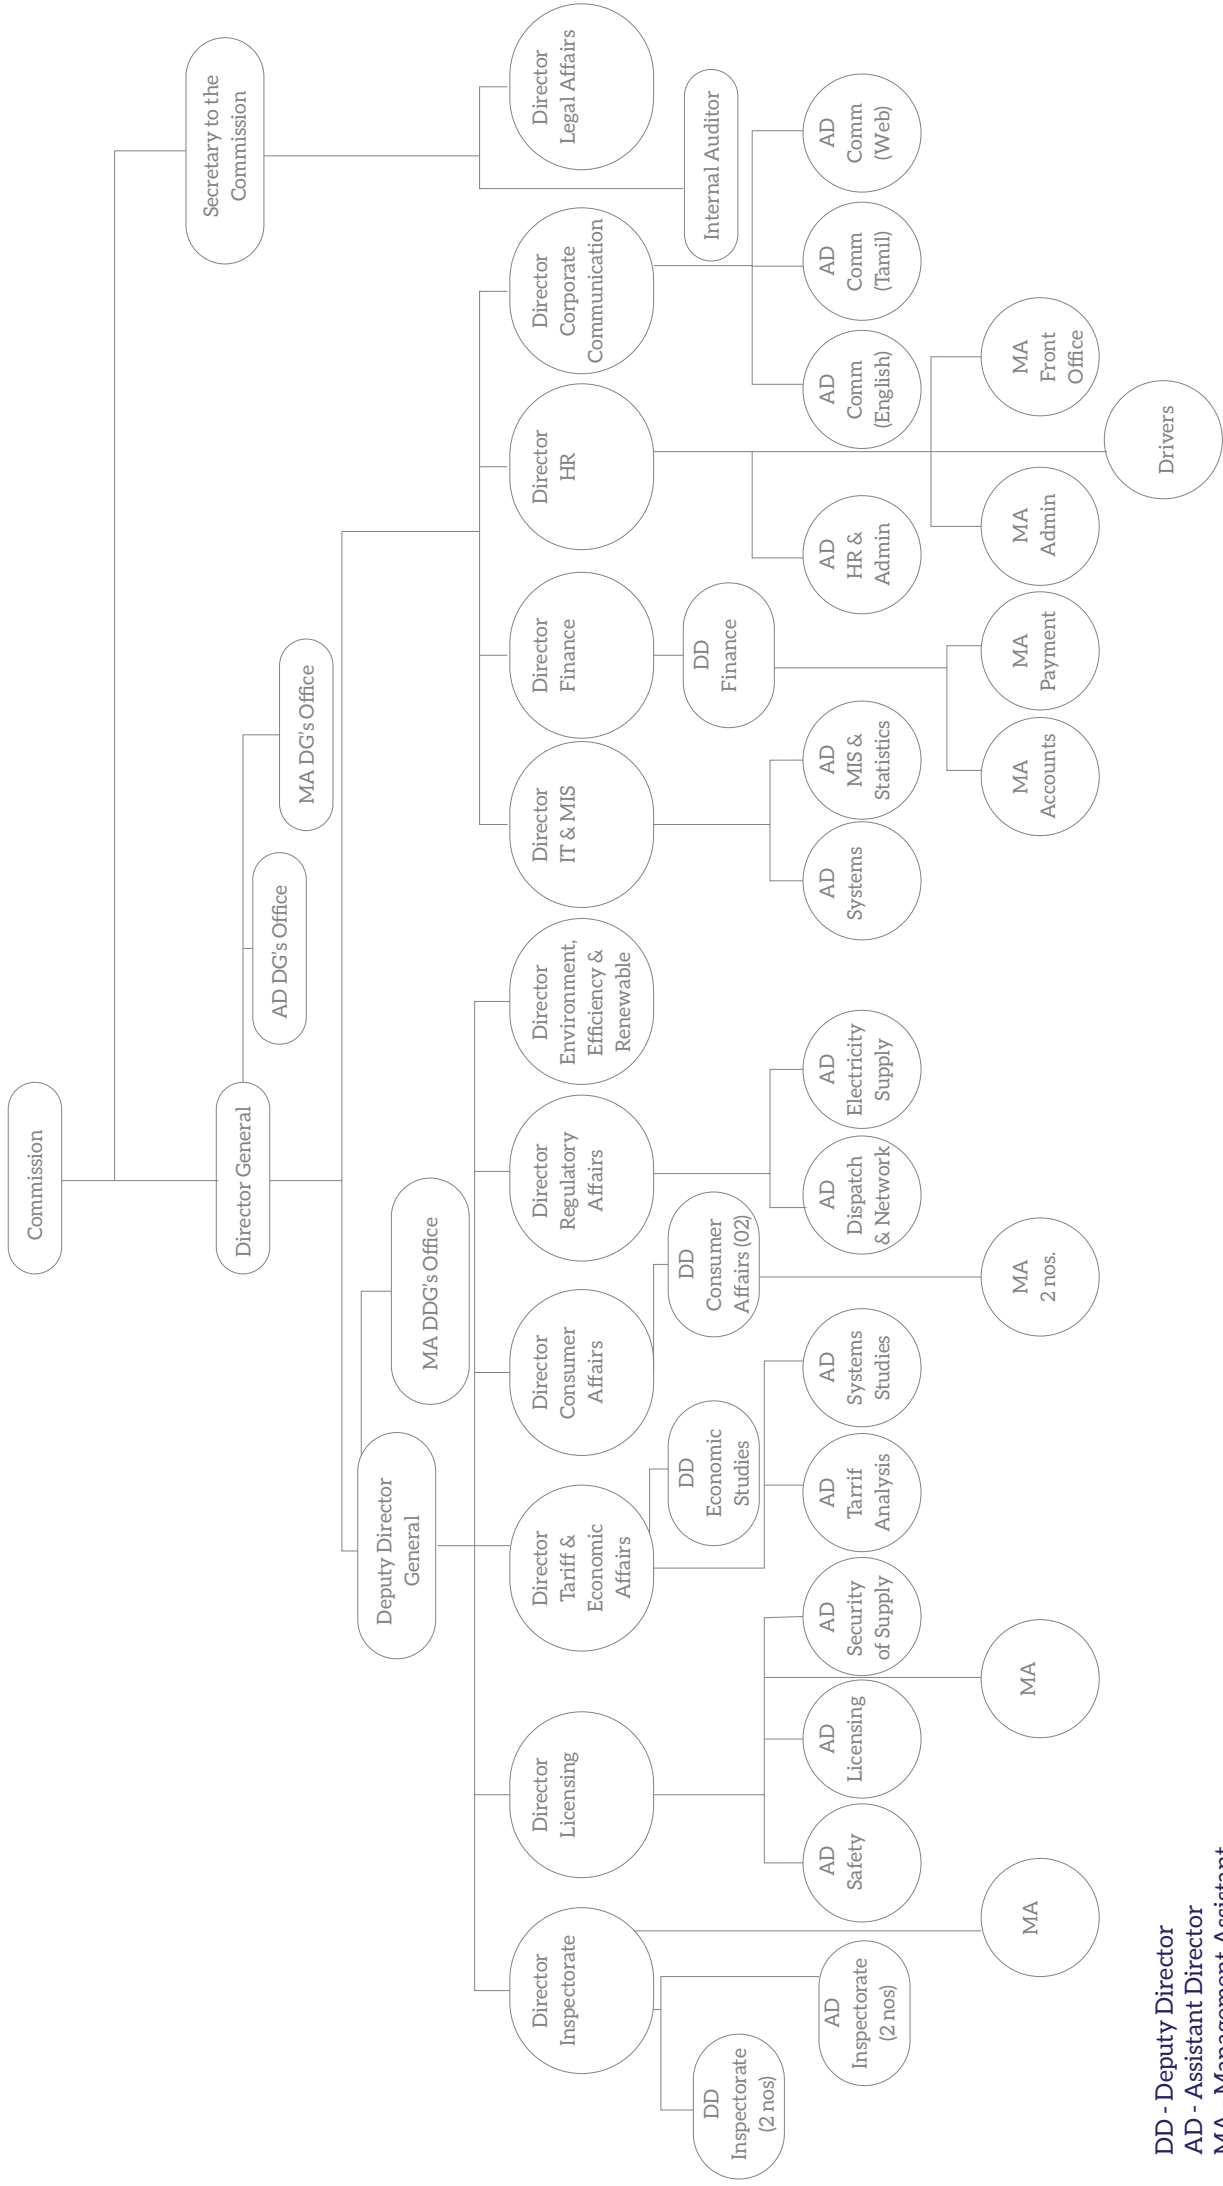 Commission
Secretary to the
Commission
Director General
AD DG's Office
MA DG's Office
Deputy Director
General
MA DDG's Office
Director
Inspectorate
Director
Licensing
Director
Tariff &
Economic
Affairs
Director
Consumer
Affairs
Director
Regulatory
Affairs
Director
Environment,
Efficiency &
Renewable
Director
IT & MIS
Director
Finance
Director
HR
Director
Corporate
Communication
Director
Legal Affairs
DD
Inspectorate
(2 nos)
DD
Economic
Studies
DD
Consumer
Affairs (02)
DD
Finance
Internal Auditor
AD
Inspectorate
(2 nos)
AD
Safety
AD
Licensing
AD
Security
of Supply
AD
Tarrif
Analysis
AD
Systems
Studies
AD
Dispatch
& Network
AD
Electricity
Supply
AD
Systems
AD
MIS &
Statistics
AD
HR &
Admin
AD
Comm
(English)
AD
Comm
(Tamil)
AD
Comm
(Web)
MA
MA
MA
2 nos.
MA
Accounts
MA
Payment
MA
Admin
MA
Front
Office
Drivers
DD - Deputy Director
AD - Assistant Director
MA - Management Assistant